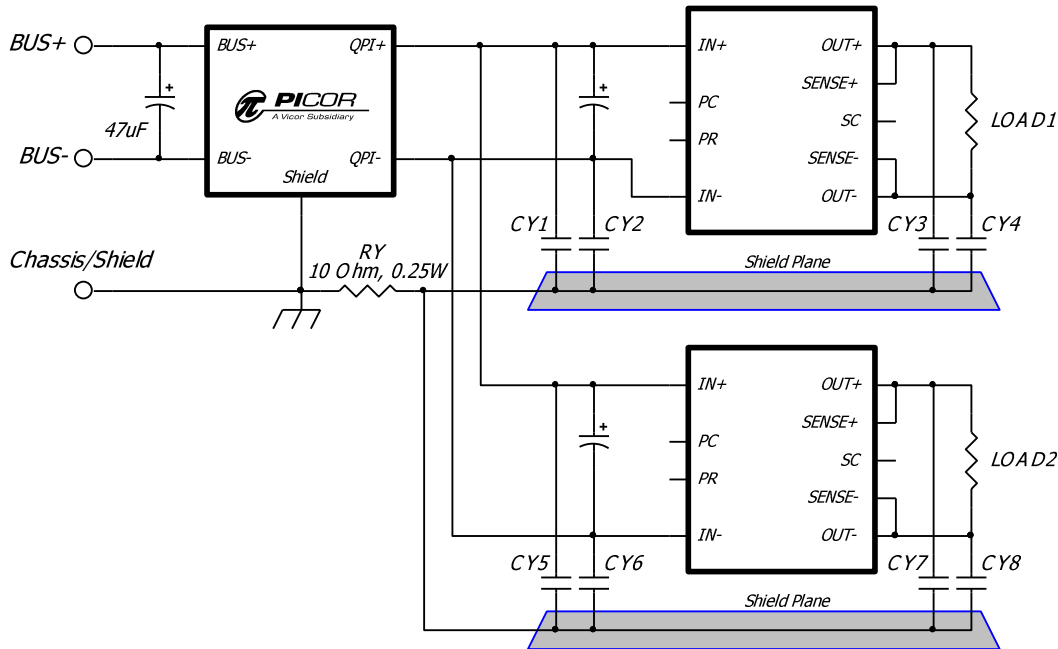 BUS+
BUS+ QPI+
π PICOR
A Vicor Subsidiary
+
47uF
BUS-
BUS- QPI-
Shield
+
IN+ OUT+
SENSE+
PC
SC
PR
SENSE-
IN- OUT-
LOAD1
CY1 CY2 CY3 CY4
Chassis/Shield
RY
10 Ohm, 0.25W
Shield Plane
IN+ OUT+
SENSE+
+
PC
SC
PR
SENSE-
IN- OUT-
LOAD2
CY5 CY6 CY7 CY8
Shield Plane